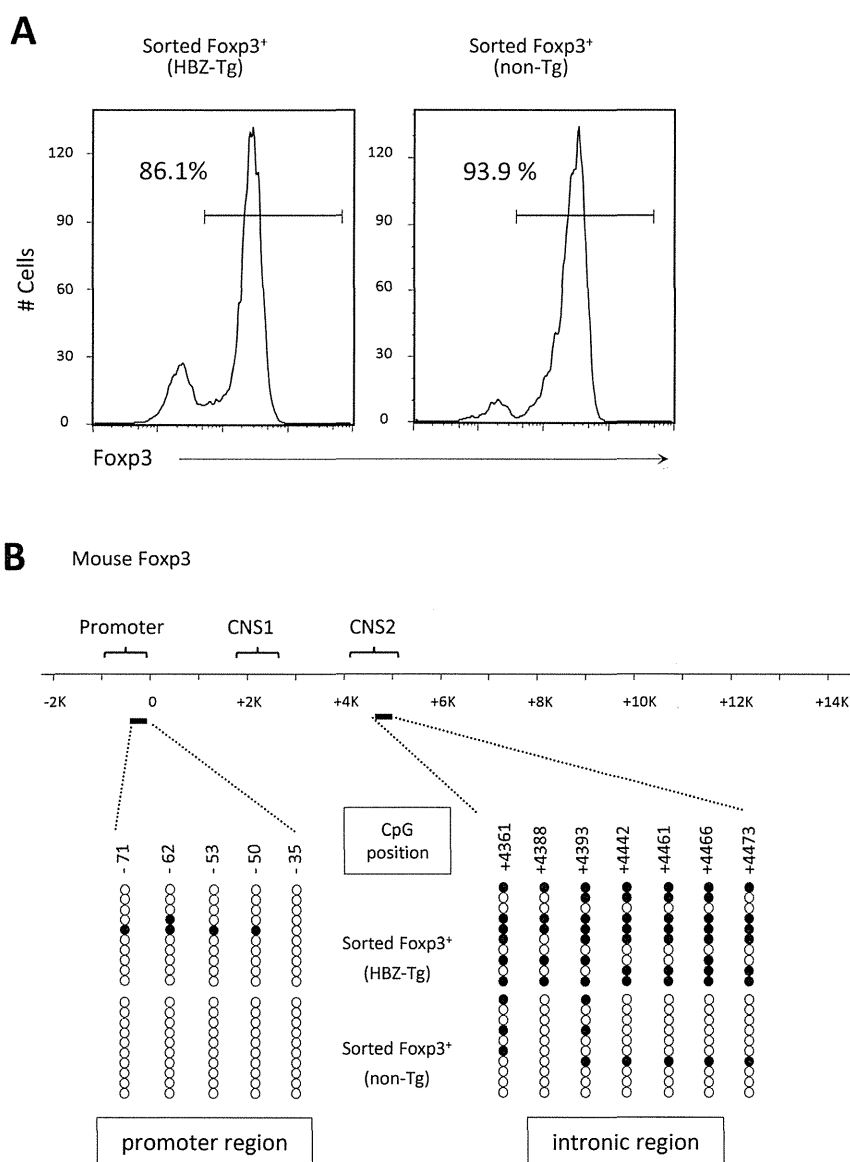 A
Sorted Foxp3+
(HBZ-Tg)
Sorted Foxp3+
(non-Tg)
86.1%
93.9 %
120
90
60
30
0
120
90
60
30
0
# Cells
Foxp3
B
Mouse Foxp3
Promoter
CNS1
CNS2
-2K 0 +2K +4K +6K +8K +10K +12K +14K
CpG
position
- 71
- 62
- 53
- 50
- 35
+4361
+4388
+4393
+4442
+4461
+4466
+4473
Sorted Foxp3+
(HBZ-Tg)
Sorted Foxp3+
(non-Tg)
promoter region
intronic region